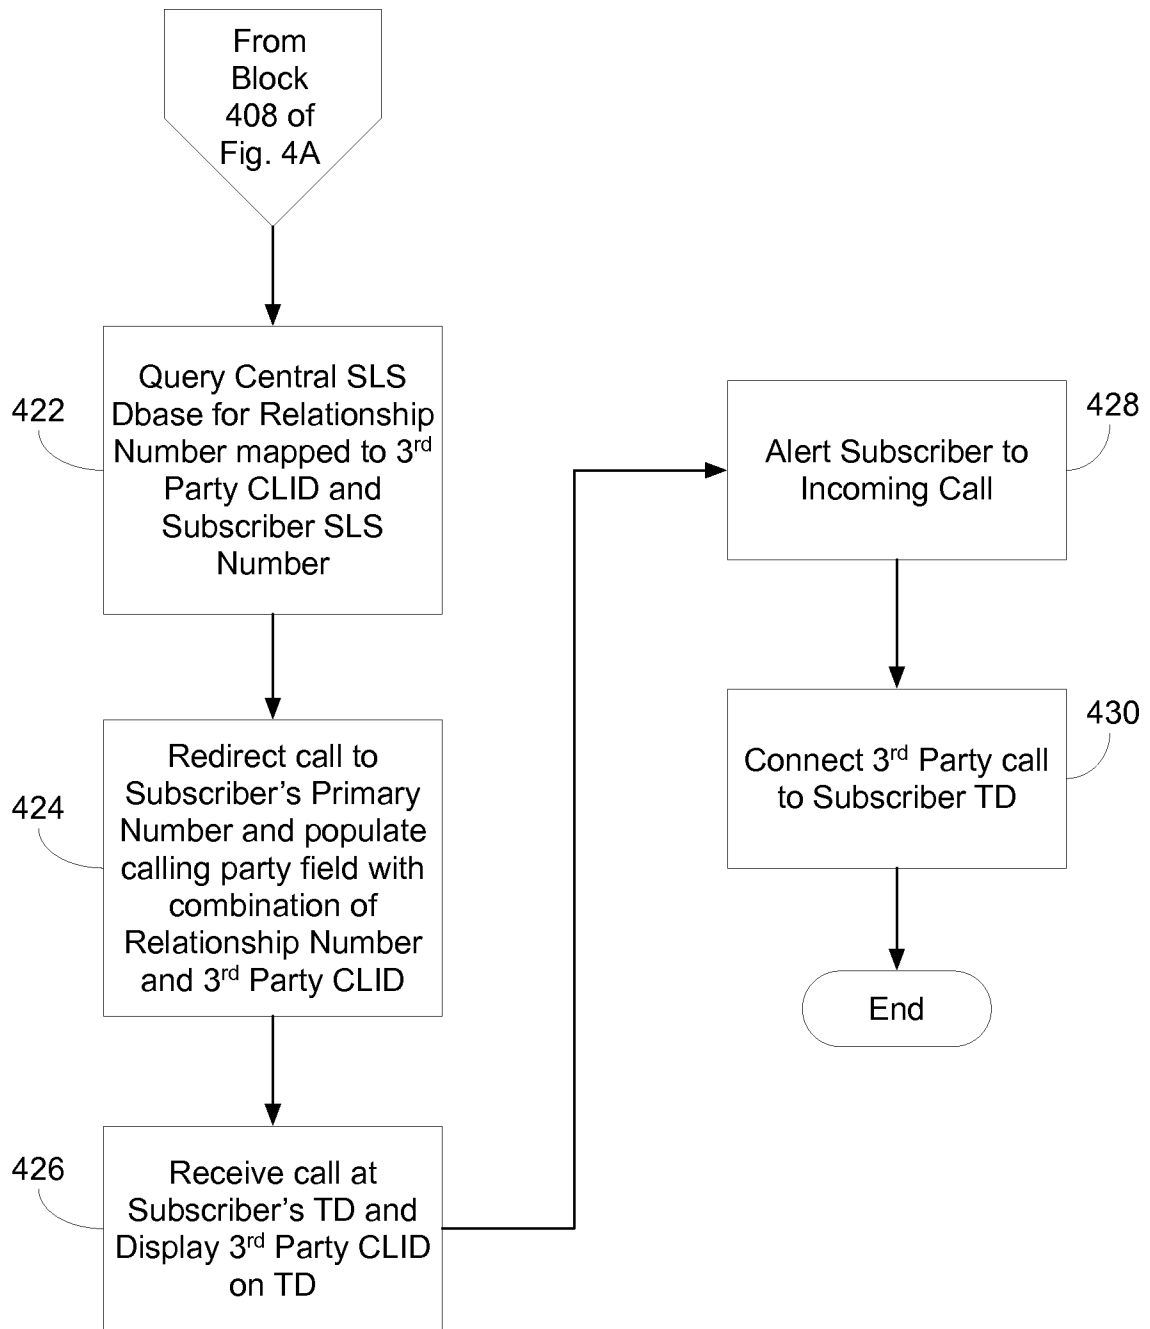 From
Block
408 of
Fig. 4A
422
Query Central SLS
Dbase for Relationship
Number mapped to 3rd
Party CLID and
Subscriber SLS
Number
424
Redirect call to
Subscriber’s Primary
Number and populate
calling party field with
combination of
Relationship Number
and 3rd Party CLID
426
Receive call at
Subscriber’s TD and
Display 3rd Party CLID
on TD
428
Alert Subscriber to
Incoming Call
430
Connect 3rd Party call
to Subscriber TD
End